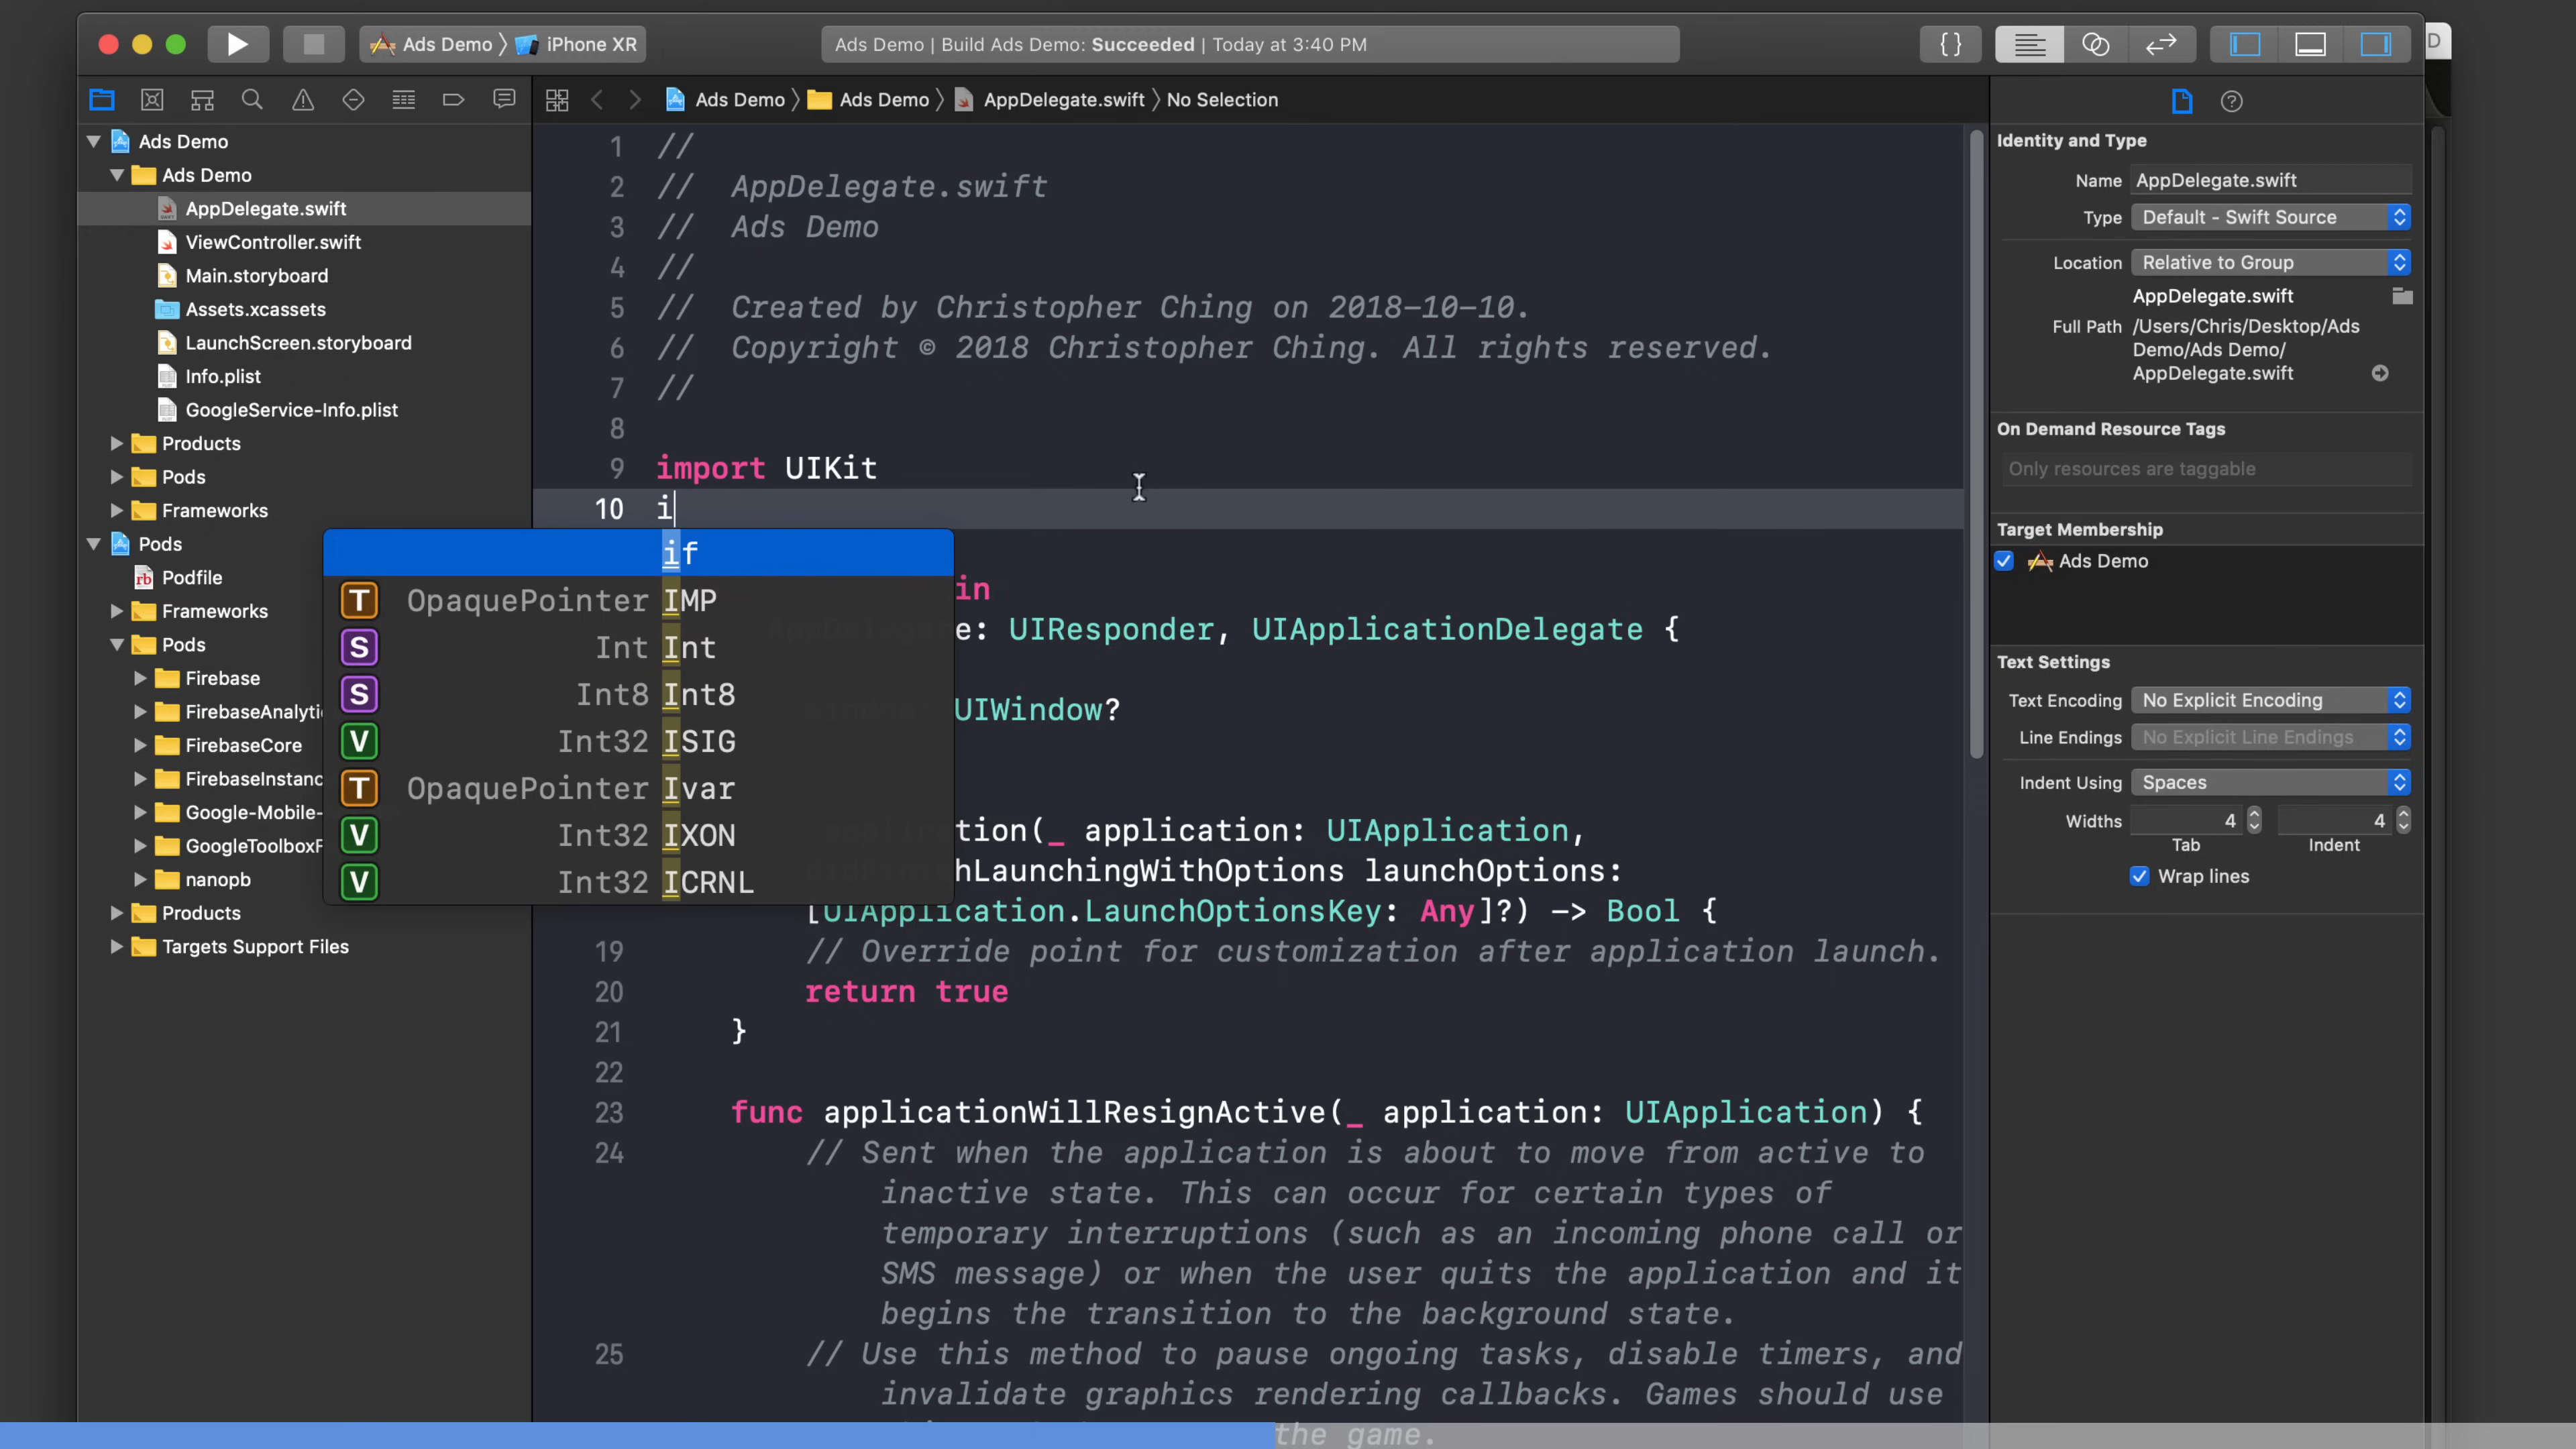 Ads Demo 〉 iPhone XR
Ads Demo | Build Ads Demo: Succeeded | Today at 3:40 PM
{}
D
Ads Demo 〉 Ads Demo 〉 AppDelegate.swift 〉 No Selection
Ads Demo
Ads Demo
AppDelegate.swift
ViewController.swift
Main.storyboard
Assets.xcassets
LaunchScreen.storyboard
Info.plist
GoogleService-Info.plist
Products
Pods
Frameworks
Pods
rb Podfile
Frameworks
Pods
Firebase
FirebaseAnalyti
FirebaseCore
FirebaseInstanc
Google-Mobile-
GoogleToolboxF
nanopb
Products
Targets Support Files
1 //
2 //  AppDelegate.swift
3 //  Ads Demo
4 //
5 //  Created by Christopher Ching on 2018-10-10.
6 //  Copyright © 2018 Christopher Ching. All rights reserved.
7 //
8
9 import UIKit
10 i
if
T OpaquePointer IMP
S Int Int
S Int8 Int8
V Int32 ISIG
T OpaquePointer Ivar
V Int32 IXON
V Int32 ICRNL
in
e: UIResponder, UIApplicationDelegate {
UIWindow?
tion(_ application: UIApplication,
hLaunchingWithOptions launchOptions:
[UIApplication.LaunchOptionsKey: Any]?) -> Bool {
19 // Override point for customization after application launch.
20 return true
21 }
22
23 func applicationWillResignActive(_ application: UIApplication) {
24 // Sent when the application is about to move from active to
inactive state. This can occur for certain types of
temporary interruptions (such as an incoming phone call or
SMS message) or when the user quits the application and it
begins the transition to the background state.
25 // Use this method to pause ongoing tasks, disable timers, and
invalidate graphics rendering callbacks. Games should use
the game.
Identity and Type
Name AppDelegate.swift
Type Default - Swift Source
Location Relative to Group
AppDelegate.swift
Full Path /Users/Chris/Desktop/Ads
Demo/Ads Demo/
AppDelegate.swift
On Demand Resource Tags
Only resources are taggable
Target Membership
Ads Demo
Text Settings
Text Encoding No Explicit Encoding
Line Endings No Explicit Line Endings
Indent Using Spaces
Widths 4 4
Tab Indent
Wrap lines